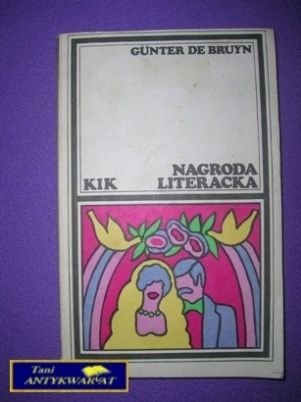 GÜNTER DE BRUYN
NAGRODA
KIK LITERACKA
Tani
ANTYKWARIAT